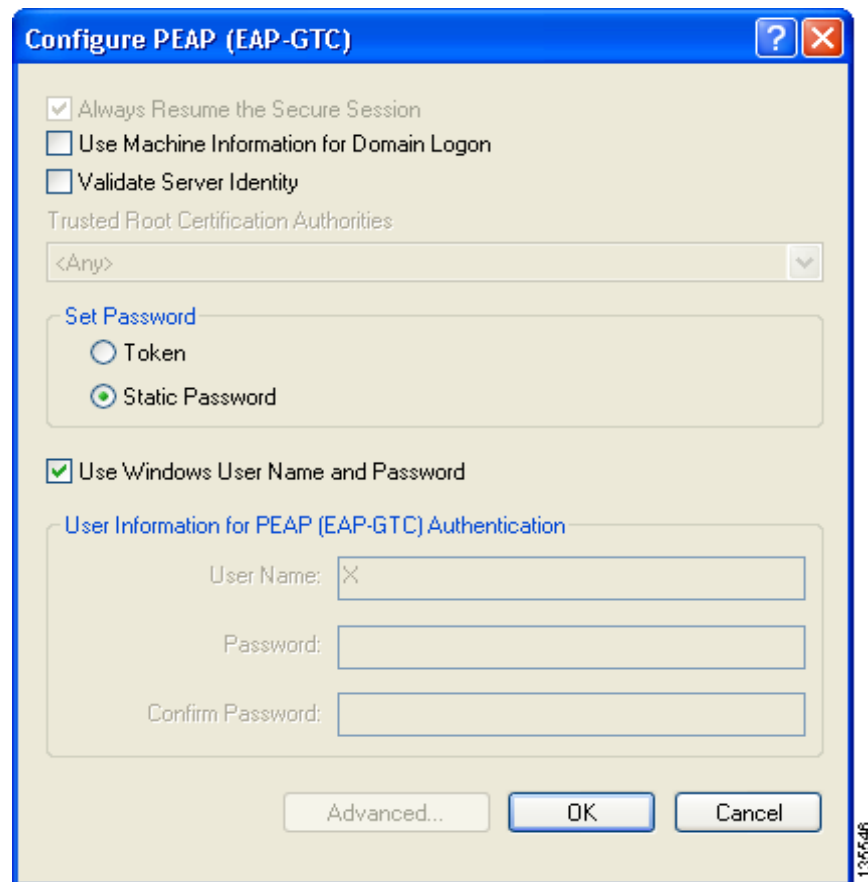 Configure PEAP (EAP-GTC)
Always Resume the Secure Session
Use Machine Information for Domain Logon
Validate Server Identity
Trusted Root Certification Authorities
<Any>
Set Password
Token
Static Password
Use Windows User Name and Password
User Information for PEAP (EAP-GTC) Authentication
User Name: X
Password:
Confirm Password:
Advanced... OK Cancel
135546